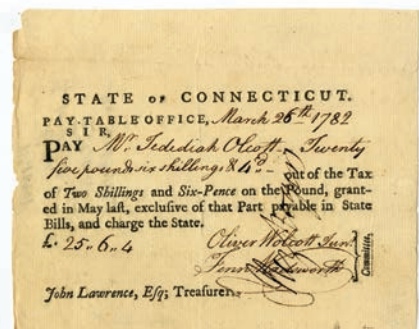 STATE OF CONNECTICUT.
PAY-TABLE OFFICE, March 26th 1782
SIR,
PAY Mr Jedediah Olcott - Twenty
five pounds six shillings & 4d - out of the Tax
of Two Shillings and Six-Pence on the Pound, grant-
ed in May last, exclusive of that Part payable in State
Bills, and charge the State.
£. 25 " 6 " 4
Oliver Wolcott Junr
Fenn Wadsworth
Committee.
John Lawrence, Esq; Treasurer.